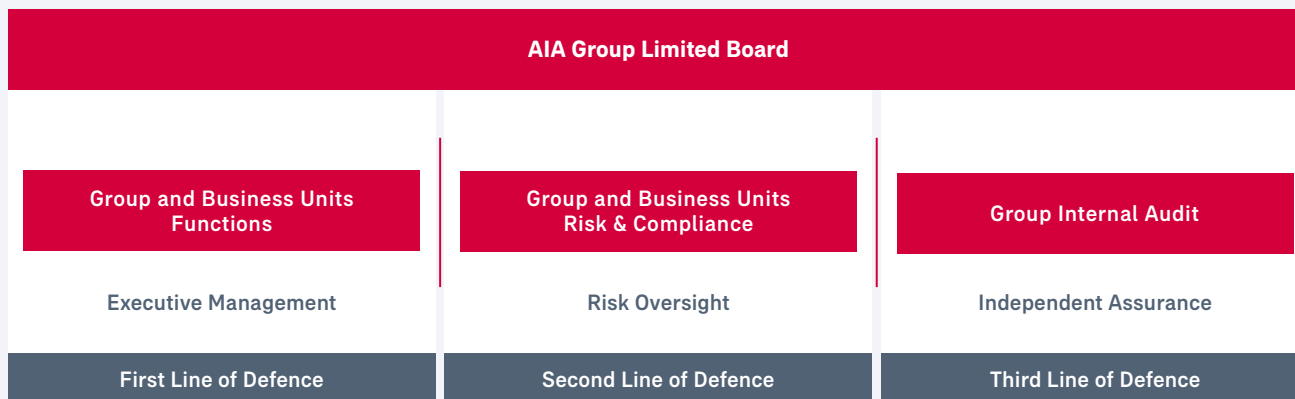 AIA Group Limited Board
Group and Business Units
Functions
Executive Management
First Line of Defence
Group and Business Units
Risk & Compliance
Risk Oversight
Second Line of Defence
Group Internal Audit
Independent Assurance
Third Line of Defence